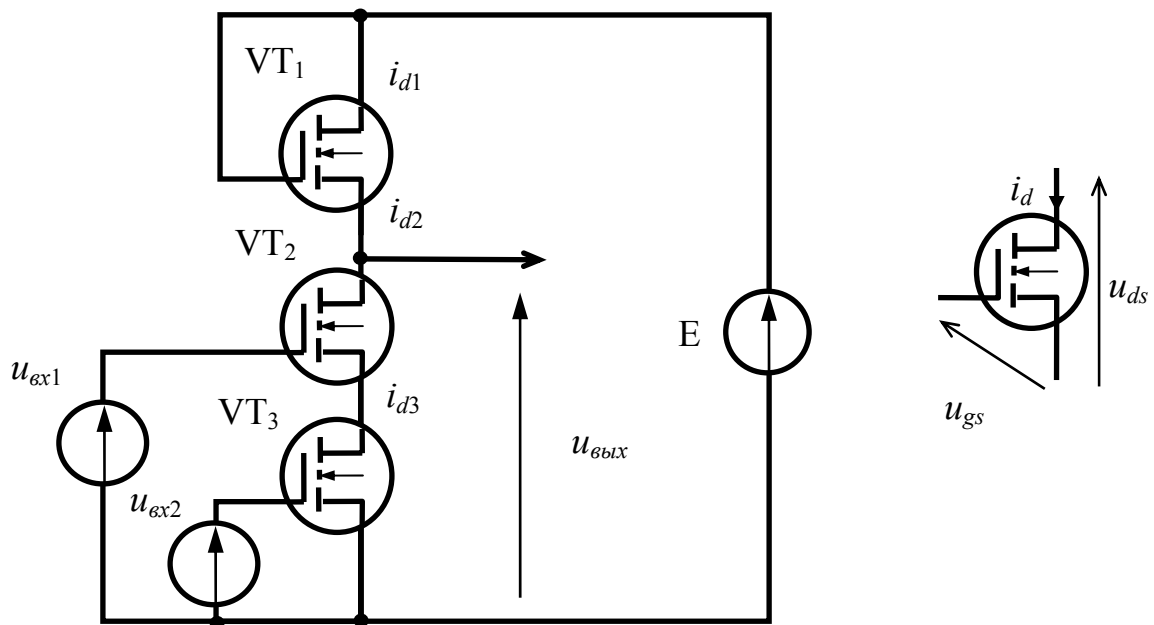 VT₁
i_d1
i_d2
VT₂
i_d3
VT₃
u_вх1
u_вх2
u_вых
E
i_d
u_ds
u_gs